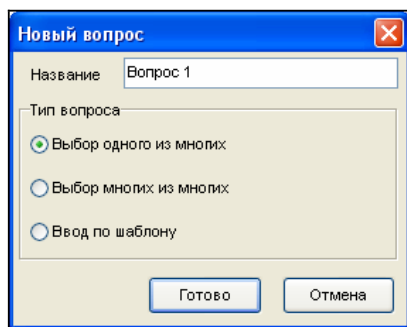 Новый вопрос
Название Вопрос 1
Тип вопроса
Выбор одного из многих
Выбор многих из многих
Ввод по шаблону
Готово Отмена